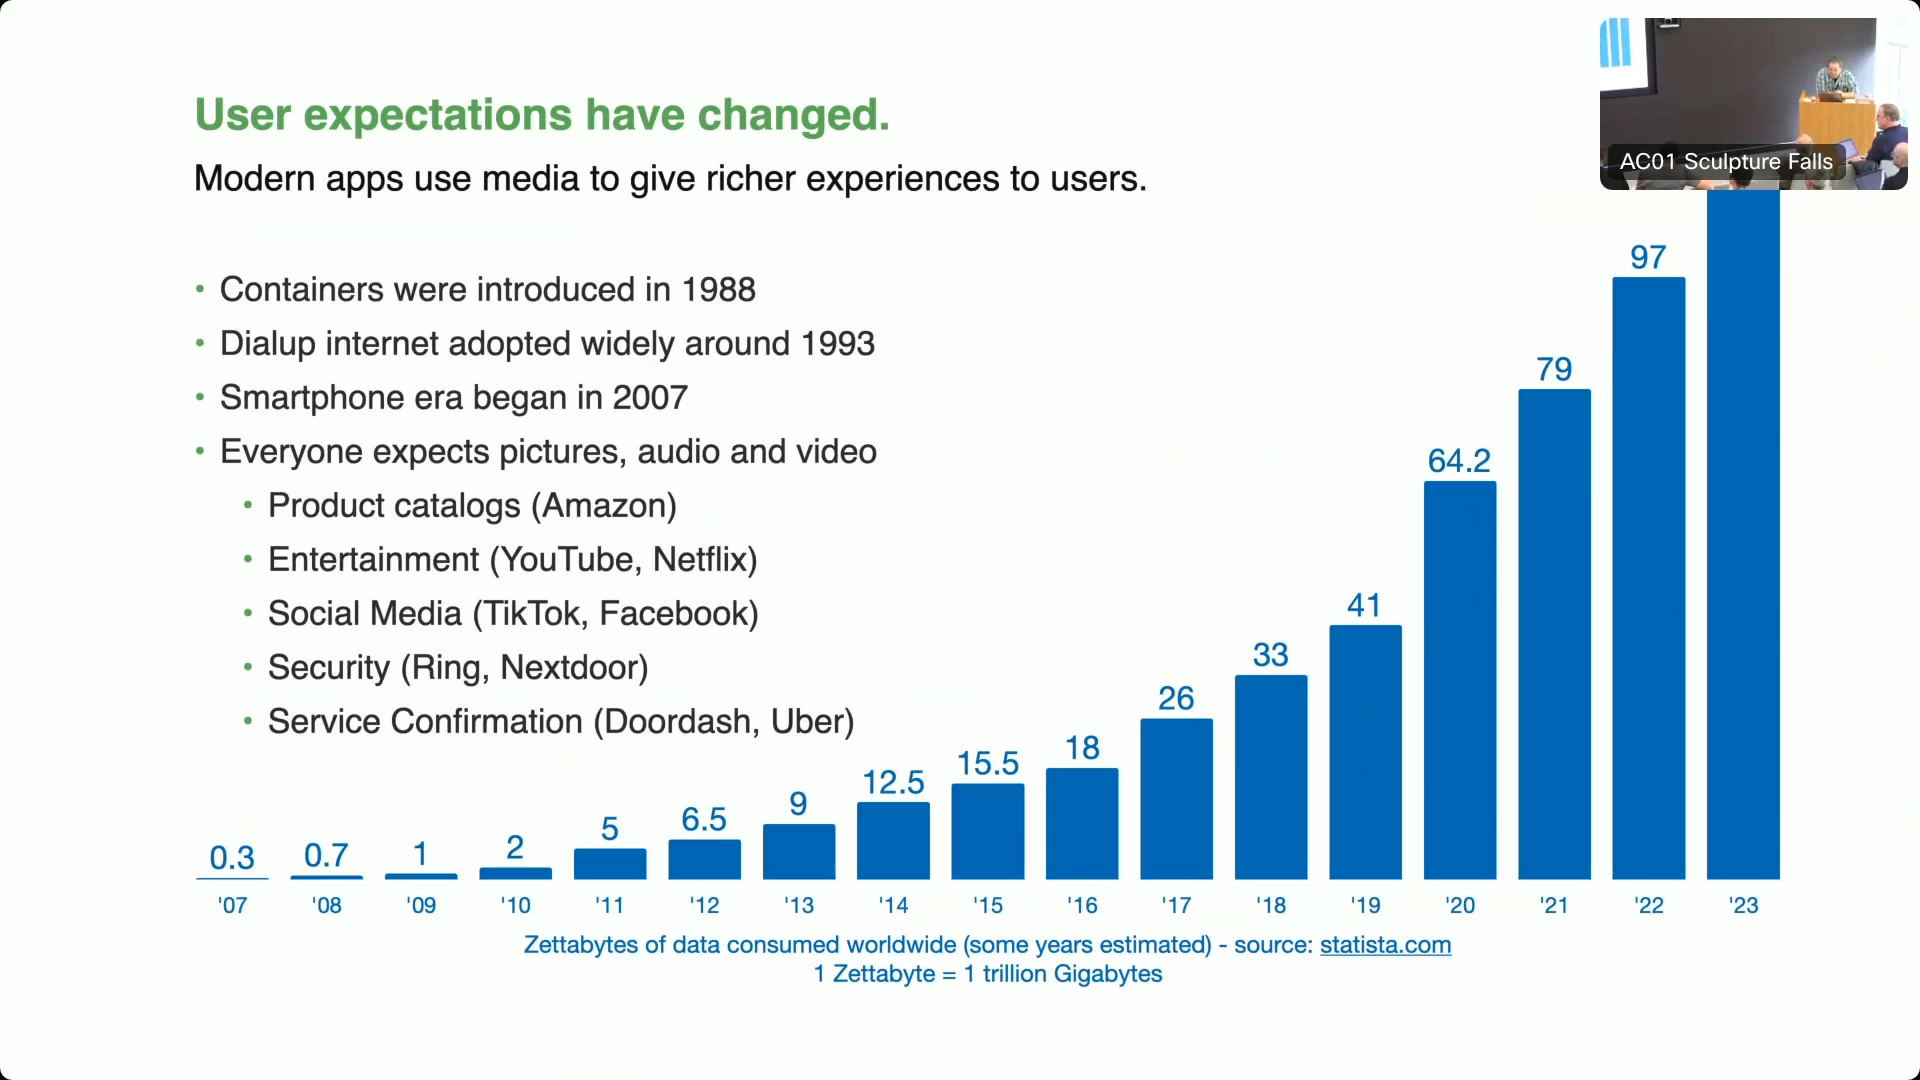 User expectations have changed.
Modern apps use media to give richer experiences to users.
• Containers were introduced in 1988
• Dialup internet adopted widely around 1993
• Smartphone era began in 2007
• Everyone expects pictures, audio and video
• Product catalogs (Amazon)
• Entertainment (YouTube, Netflix)
• Social Media (TikTok, Facebook)
• Security (Ring, Nextdoor)
• Service Confirmation (Doordash, Uber)
AC01 Sculpture Falls
0.3 0.7 1 2 5 6.5 9 12.5 15.5 18 26 33 41 64.2 79 97
'07 '08 '09 '10 '11 '12 '13 '14 '15 '16 '17 '18 '19 '20 '21 '22 '23
Zettabytes of data consumed worldwide (some years estimated) - source: statista.com
1 Zettabyte = 1 trillion Gigabytes